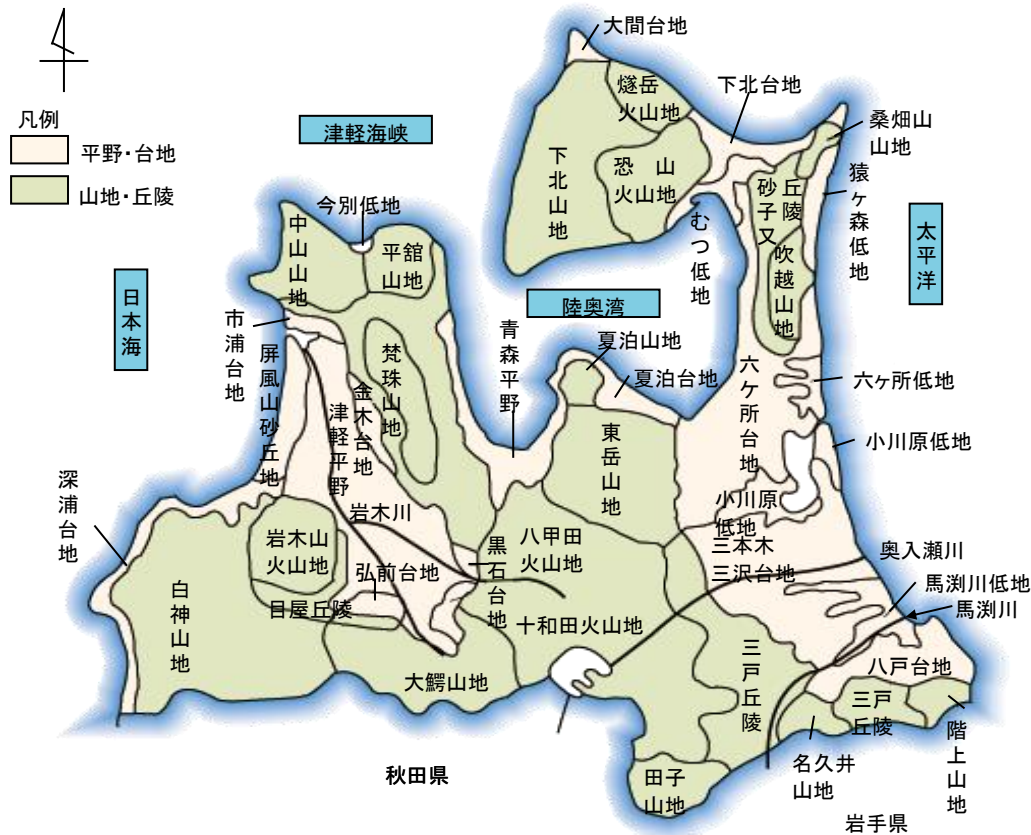 大間台地
燧岳
火山地
下北台地
桑畑山
山地
凡例
平野・台地
山地・丘陵
津軽海峡
下北山地
恐山
火山地
砂子又
丘陵
猿ヶ森低地
太平洋
今別低地
中山山地
平舘
山地
むつ低地
吹越山地
日本海
陸奥湾
市浦台地
屏風山砂丘地
梵珠山地
青森平野
夏泊山地
夏泊台地
六ケ所台地
六ヶ所低地
津軽平野
金木台地
東岳山地
小川原低地
深浦台地
岩木川
小川原
低地
岩木山
火山地
弘前台地
黒石台地
八甲田
火山地
三本木
三沢台地
奥入瀬川
馬渕川低地
馬渕川
白神山地
目屋丘陵
十和田火山地
三戸丘陵
八戸台地
大鰐山地
三戸
丘陵
階上山地
名久井
山地
秋田県
田子
山地
岩手県